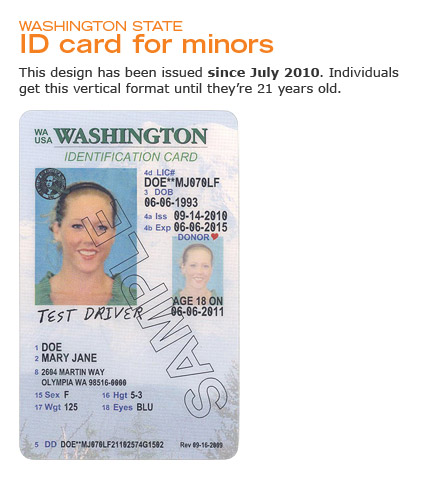 WASHINGTON STATE
ID card for minors
This design has been issued since July 2010. Individuals
get this vertical format until they're 21 years old.
WA
USA WASHINGTON
IDENTIFICATION CARD
4d LIC#
DOE**MJ070LF
3 DOB
06-06-1993
4a Iss 09-14-2010
4b Exp 06-06-2015
DONOR
AGE 18 ON
06-06-2011
TEST DRIVER
SAMPLE
1 DOE
2 MARY JANE
8 2604 MARTIN WAY
OLYMPIA WA 98516-0000
15 Sex F 16 Hgt 5-3
17 Wgt 125 18 Eyes BLU
5 DD DOE**MJ070LF21102574G1502 Rev 09-16-2009